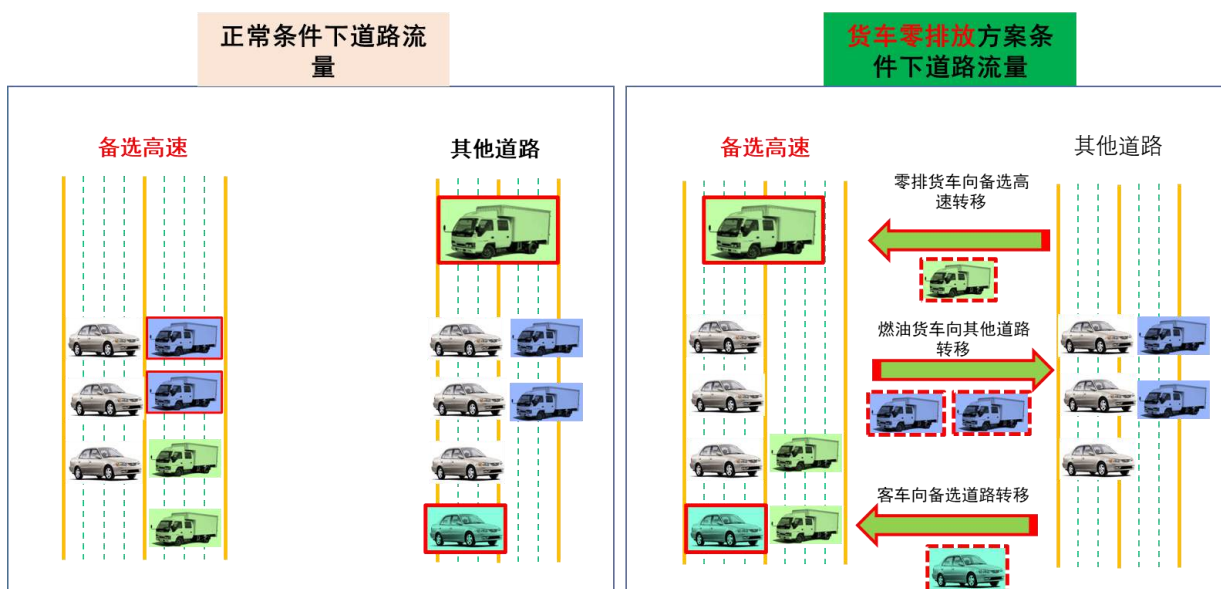 正常条件下道路流
量
备选高速
其他道路
货车零排放方案条
件下道路流量
备选高速
其他道路
零排货车向备选高
速转移
燃油货车向其他道路
转移
客车向备选道路转移